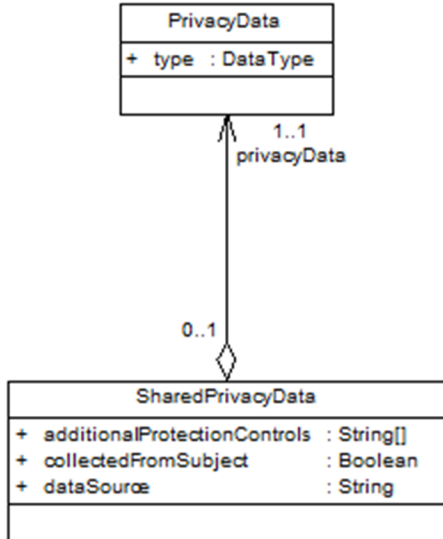 PrivacyData
+ type : DataType
1..1
privacyData
0..1
SharedPrivacyData
+ additionalProtectionControls : String[]
+ collectedFromSubject : Boolean
+ dataSource : String